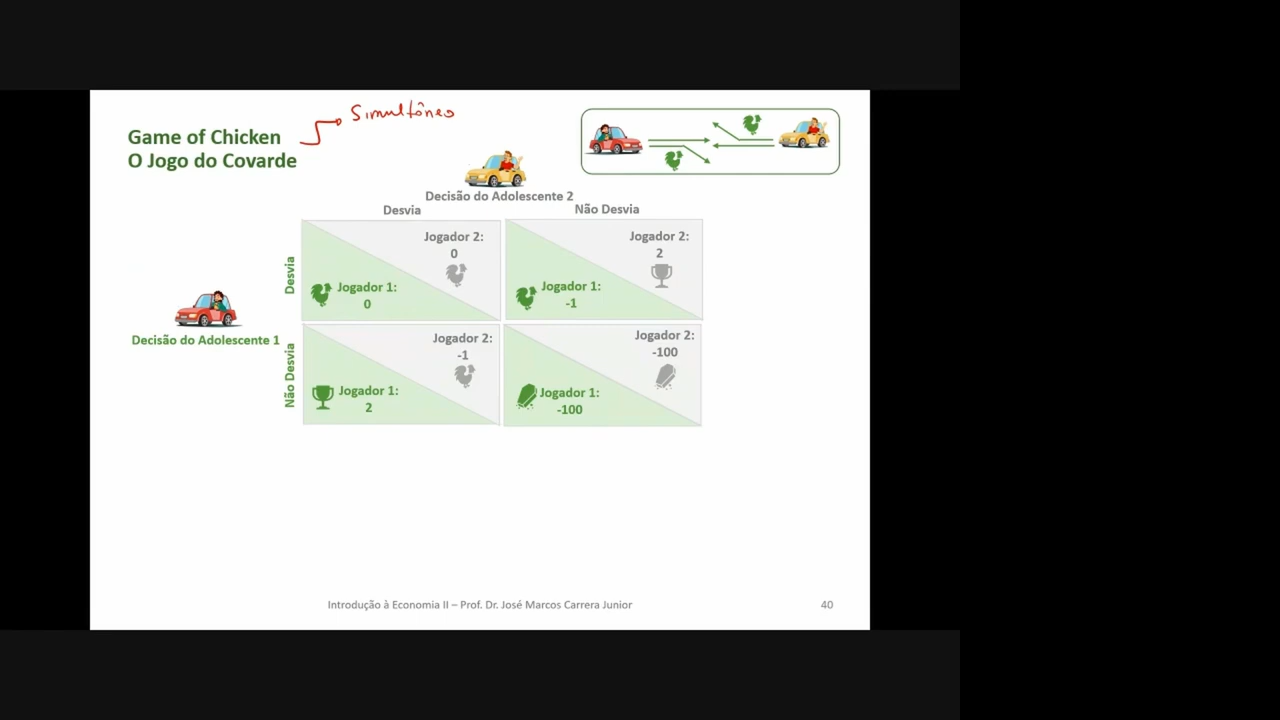 Simultôneo
Game of Chicken
O Jogo do Covarde
Decisão do Adolescente 2
Desvia
Não Desvia
Desvia
Jogador 2:
0
Jogador 1:
0
Jogador 2:
2
Jogador 1:
-1
Decisão do Adolescente 1
Não Desvia
Jogador 2:
-1
Jogador 1:
2
Jogador 2:
-100
Jogador 1:
-100
Introdução à Economia II – Prof. Dr. José Marcos Carrera Junior
40